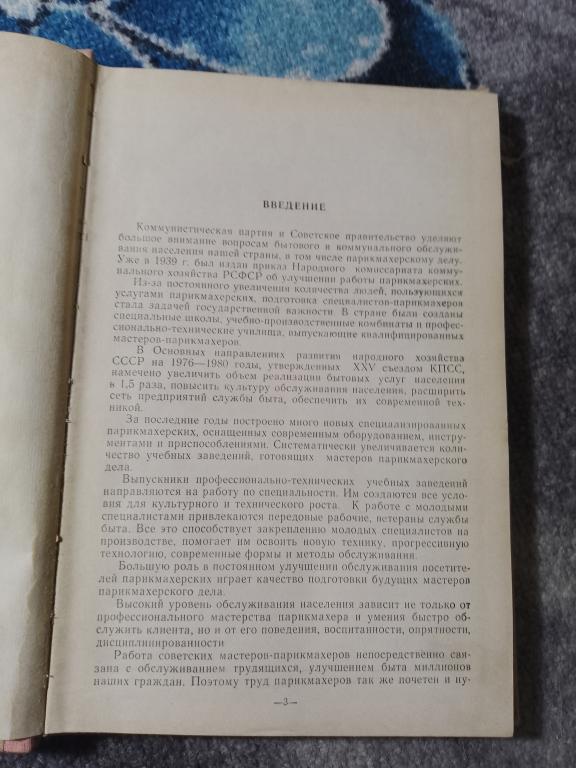 ВВЕДЕНИЕ
Коммунистическая партия и Советское правительство уделяют
большое внимание вопросам бытового и коммунального обслужи-
вания населения нашей страны, в том числе парикмахерскому делу.
Уже в 1939 г. был издан приказ Народного комиссариата комму-
нального хозяйства РСФСР об улучшении работы парикмахерских.
Из-за постоянного увеличения количества людей, пользующихся
услугами парикмахерских, подготовка специалистов-парикмахеров
стала задачей государственной важности. В стране были созданы
специальные школы, учебно-производственные комбинаты и профес-
сионально-технические училища, выпускающие квалифицированных
мастеров-парикмахеров.
В Основных направлениях развития народного хозяйства
СССР на 1976—1980 годы, утвержденных XXV съездом КПСС,
намечено увеличить объем реализации бытовых услуг населения
в 1,5 раза, повысить культуру обслуживания населения, расширить
сеть предприятий службы быта, обеспечить их современной тех-
никой.
За последние годы построено много новых специализированных
парикмахерских, оснащенных современным оборудованием, инстру-
ментами и приспособлениями. Систематически увеличивается коли-
чество учебных заведений, готовящих мастеров парикмахерского
дела.
Выпускники профессионально-технических учебных заведений
направляются на работу по специальности. Им создаются все усло-
вия для культурного и технического роста. К работе с молодыми
специалистами привлекаются передовые рабочие, ветераны службы
быта. Все это способствует закреплению молодых специалистов на
производстве, помогает им освоить новую технику, прогрессивную
технологию, современные формы и методы обслуживания.
Большую роль в постоянном улучшении обслуживания посетите-
лей парикмахерских играет качество подготовки будущих мастеров
парикмахерского дела.
Высокий уровень обслуживания населения зависит не только от
профессионального мастерства парикмахера и умения быстро об-
служить клиента, но и от его поведения, воспитанности, опрятности,
дисциплинированности
Работа советских мастеров-парикмахеров непосредственно свя-
зана с обслуживанием трудящихся, улучшением быта миллионов
наших граждан. Поэтому труд парикмахеров так же почетен и ну-
—3—